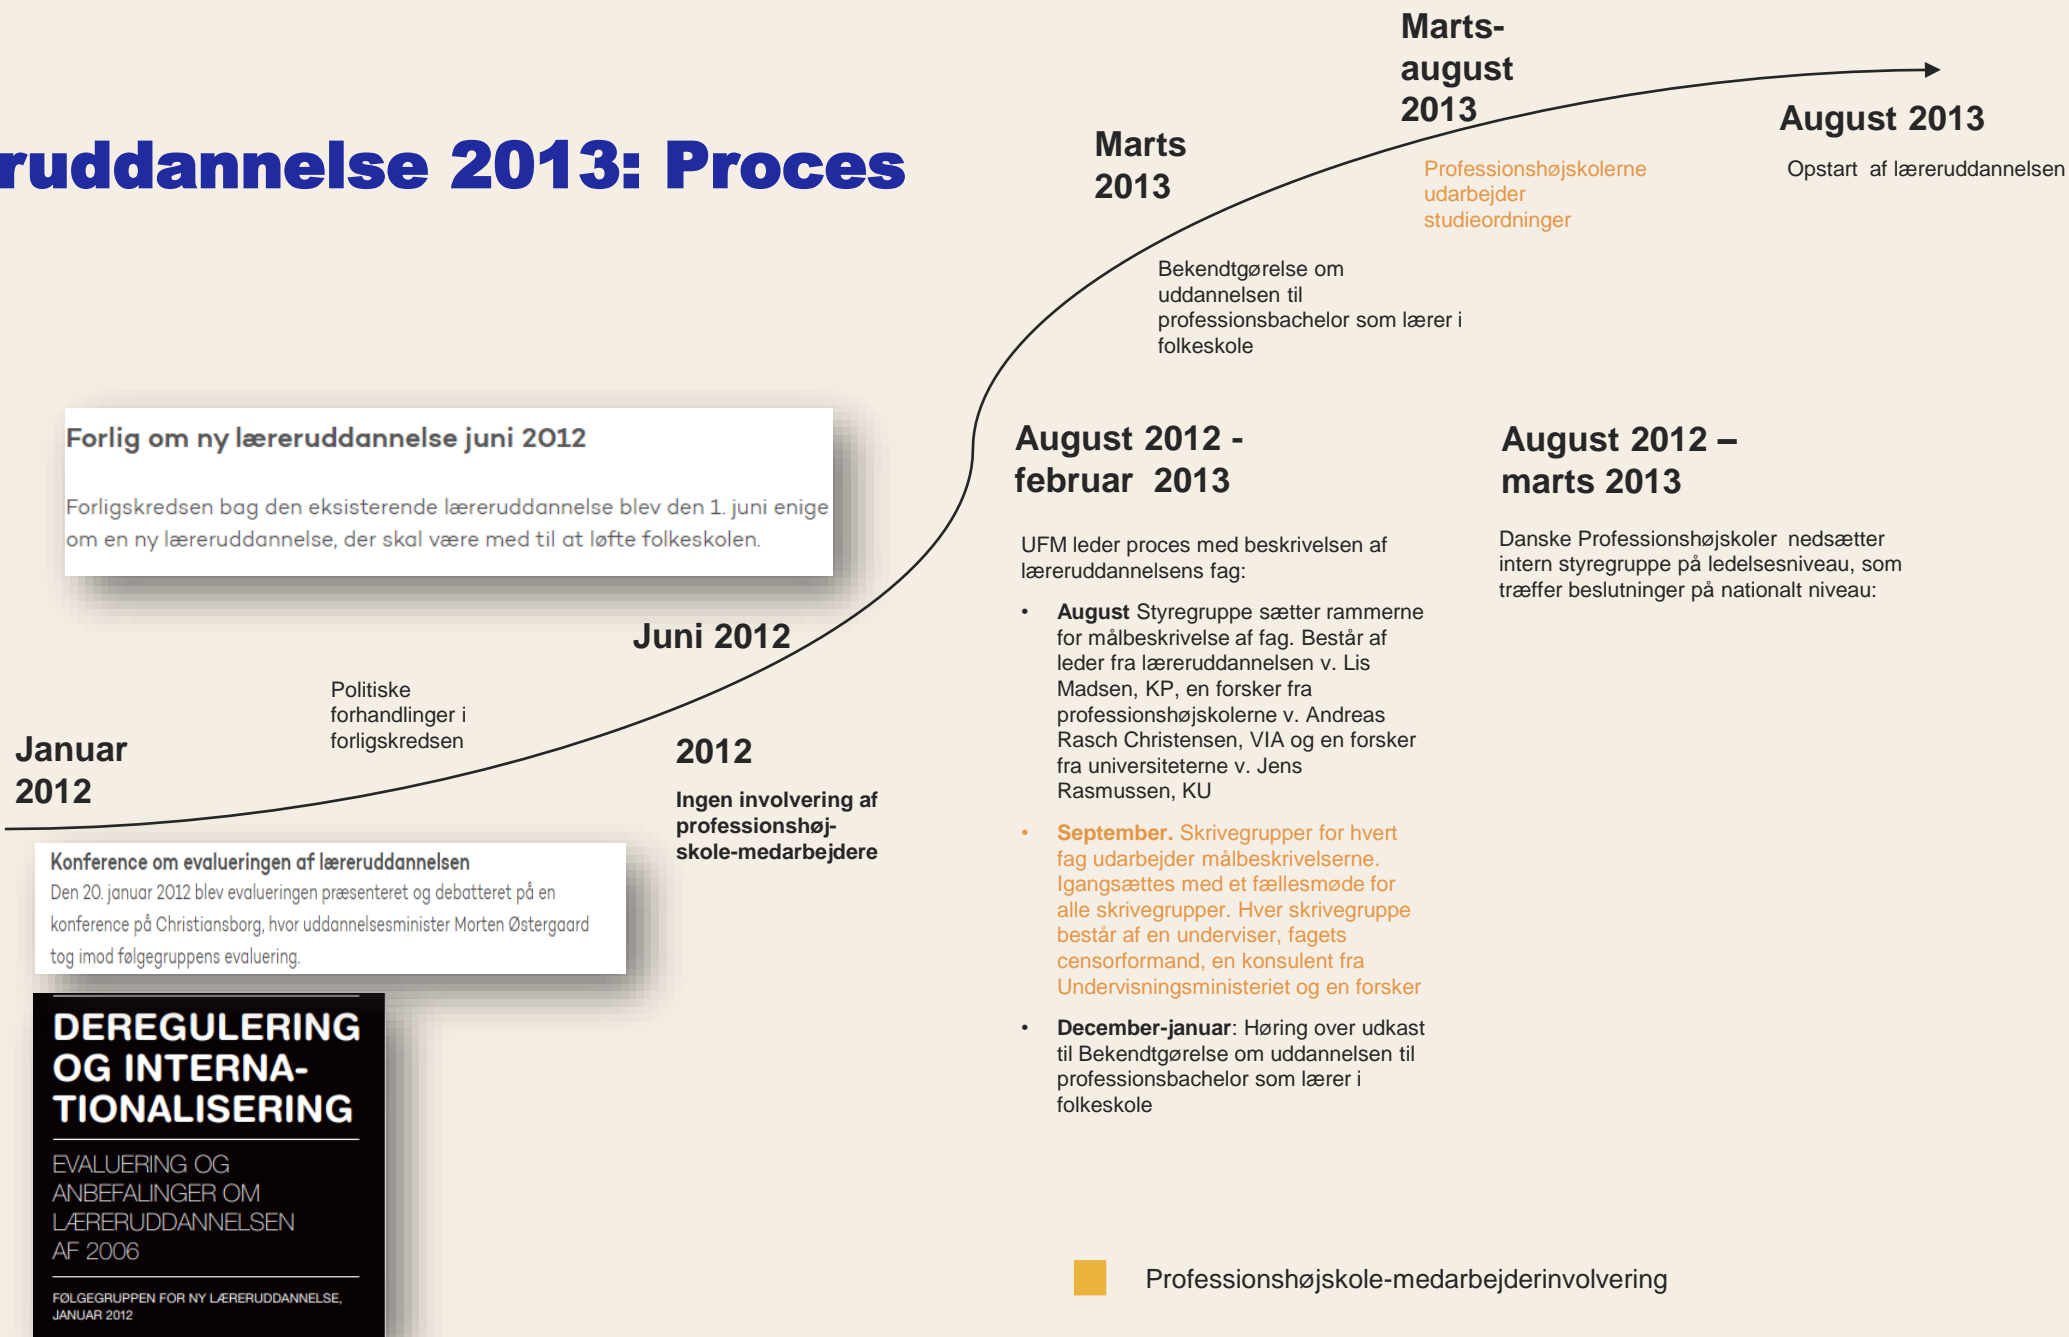 ruddannelse 2013: Proces
Januar
2012
Konference om evalueringen af læreruddannelsen
Den 20. januar 2012 blev evalueringen præsenteret og debatteret på en
konference på Christiansborg, hvor uddannelsesminister Morten Østergaard
tog imod følgegruppens evaluering.
DEREGULERING
OG INTERNA-
TIONALISERING
EVALUERING OG
ANBEFALINGER OM
LÆRERUDDANNELSEN
AF 2006
FØLGEGRUPPEN FOR NY LÆRERUDDANNELSE,
JANUAR 2012
Politiske
forhandlinger i
forligskredsen
Forlig om ny læreruddannelse juni 2012
Forligskredsen bag den eksisterende læreruddannelse blev den 1. juni enige
om en ny læreruddannelse, der skal være med til at løfte folkeskolen.
Juni 2012
2012
Ingen involvering af
professionshøj-
skole-medarbejdere
August 2012 -
februar 2013
UFM leder proces med beskrivelsen af
læreruddannelsens fag:
• August Styregruppe sætter rammerne
for målbeskrivelse af fag. Består af
leder fra læreruddannelsen v. Lis
Madsen, KP, en forsker fra
professionshøjskolerne v. Andreas
Rasch Christensen, VIA og en forsker
fra universiteterne v. Jens
Rasmussen, KU
• September. Skrivegrupper for hvert
fag udarbejder målbeskrivelserne.
Igangsættes med et fællesmøde for
alle skrivegrupper. Hver skrivegruppe
består af en underviser, fagets
censorformand, en konsulent fra
Undervisningsministeriet og en forsker
• December-januar: Høring over udkast
til Bekendtgørelse om uddannelsen til
professionsbachelor som lærer i
folkeskole
August 2012 –
marts 2013
Danske Professionshøjskoler nedsætter
intern styregruppe på ledelsesniveau, som
træffer beslutninger på nationalt niveau:
Marts
2013
Bekendtgørelse om
uddannelsen til
professionsbachelor som lærer i
folkeskole
Marts-
august
2013
Professionshøjskolerne
udarbejder
studieordninger
August 2013
Opstart af læreruddannelsen
Professionshøjskole-medarbejderinvolvering